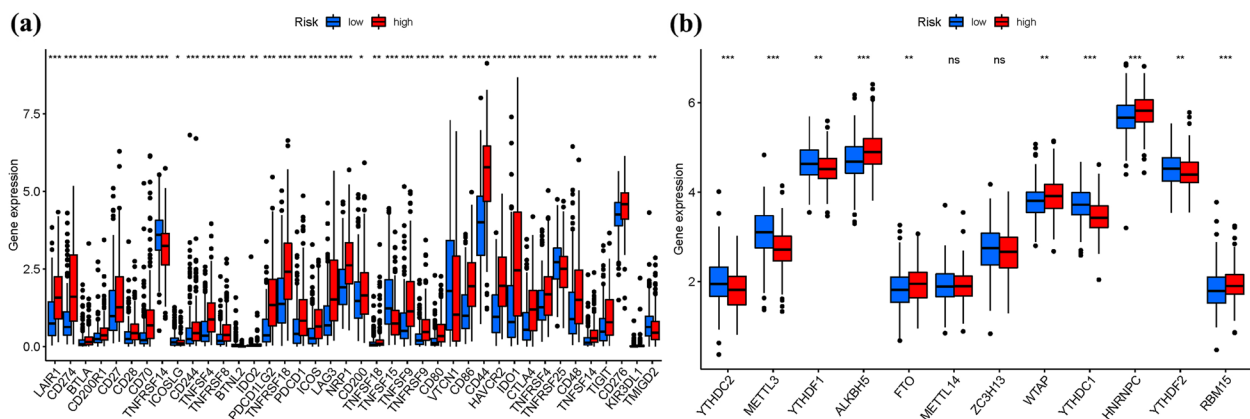 (a)
Risk low high
Gene expression
7.5
5.0
2.5
0.0
*** *** *** *** *** *** *** *** * *** *** *** *** *** *** *** *** *** *** *** * ** *** *** *** *** ** *** *** *** *** *** *** ** *** *** *** *** ** **
LAIR1
CD274
BTLA
CD200R1
CD27
CD28
CD70
TNFRSF14
ICOSLG
CD244
TNFSF4
TNFRSF8
BTNL2
IDO2
PDCD1LG2
TNFRSF18
PDCD1
ICOS
LAG3
NRP1
CD200
TNFSF18
TNFSF15
TNFSF9
TNFRSF9
CD80
VTCN1
CD86
CD44
HAVCR2
IDO1
CTLA4
TNFRSF4
TNFRSF25
CD48
TNFSF14
TIGIT
CD276
KIR3DL1
TMIGD2
(b)
Risk low high
Gene expression
6
4
2
*** *** ** *** ** ns ns ** *** *** ** ***
YTHDC2
METTL3
YTHDF1
ALKBH5
FTO
METTL14
ZC3H13
WTAP
YTHDC1
HNRNPC
YTHDF2
RBM15